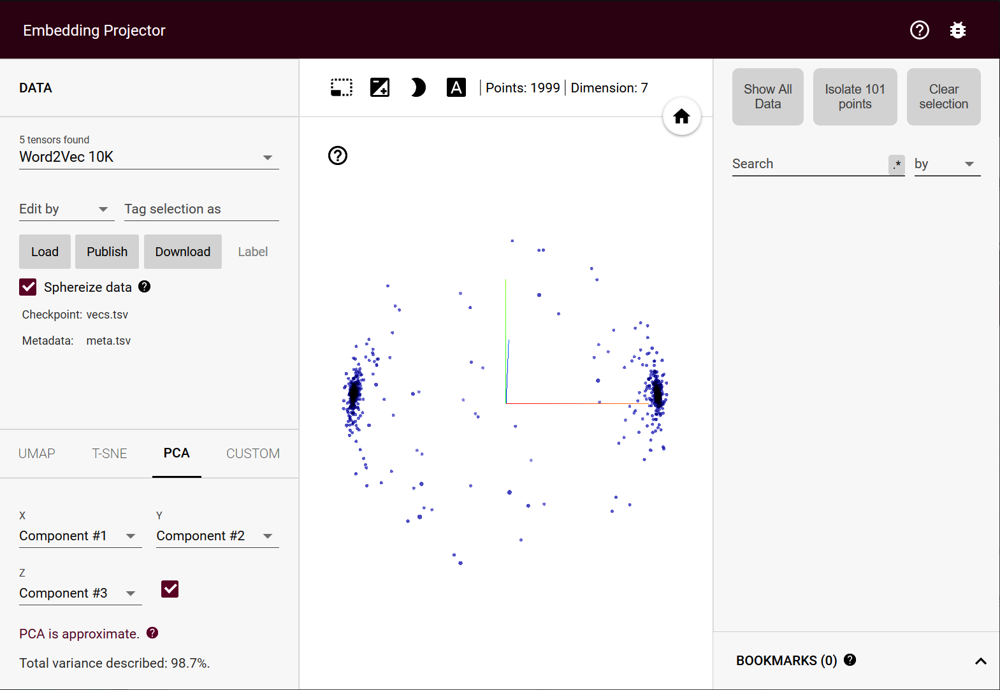 Embedding Projector
DATA
5 tensors found
Word2Vec 10K
Edit by
Tag selection as
Load
Publish
Download
Label
Sphereize data
Checkpoint: vecs.tsv
Metadata: meta.tsv
UMAP
T-SNE
PCA
CUSTOM
X
Component #1
Y
Component #2
Z
Component #3
PCA is approximate.
Total variance described: 98.7%.
A
Points: 1999
Dimension: 7
Show All
Data
Isolate 101
points
Clear
selection
Search
.*
by
BOOKMARKS (0)